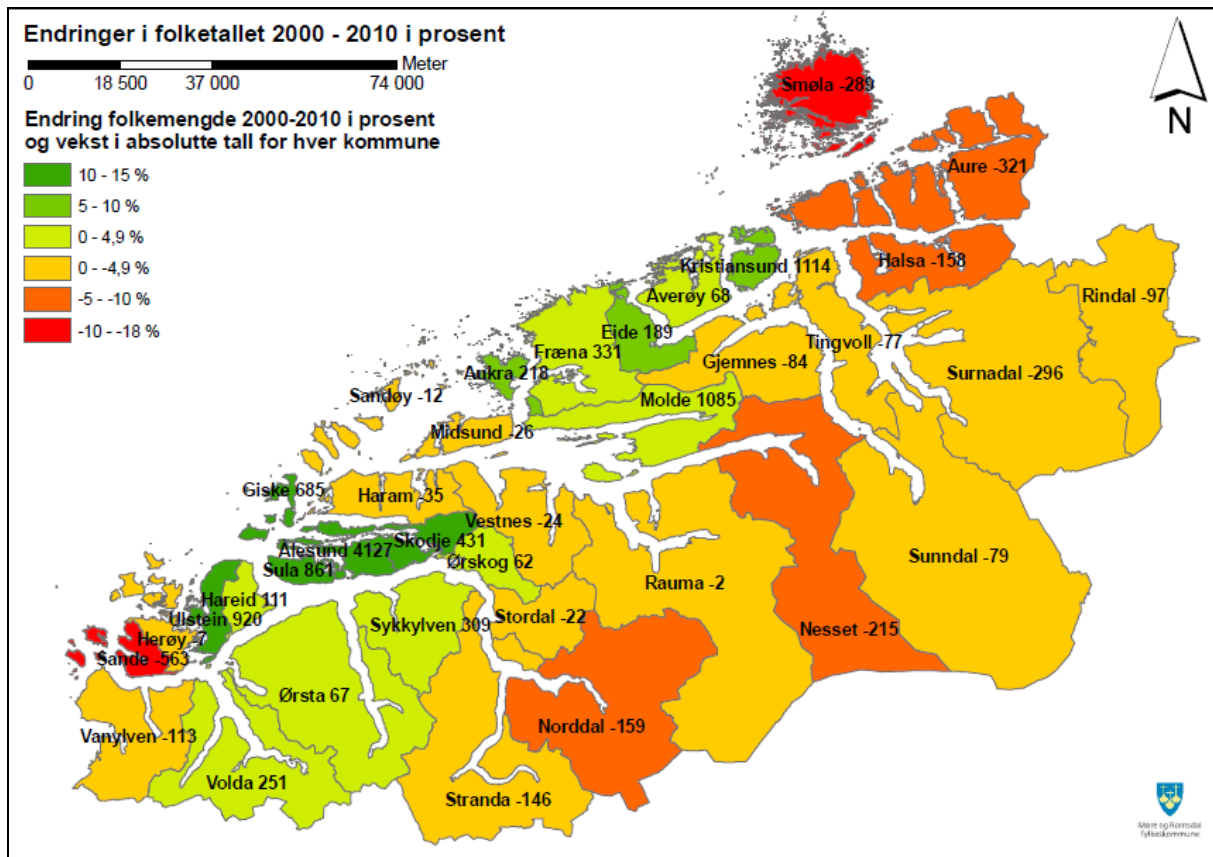 Endringer i folketallet 2000 - 2010 i prosent
Meter
0 18 500 37 000 74 000
Endring folkemengde 2000-2010 i prosent
og vekst i absolutte tall for hver kommune
10 - 15 %
5 - 10 %
0 - 4,9 %
0 - -4,9 %
-5 - -10 %
-10 - -18 %
N
Smøla -289
Aure -321
Halsa -158
Kristiansund 1114
Rindal -97
Averøy 68
Eide 189
Tingvoll -77
Fræna 331
Gjemnes -84
Aukra 218
Surnadal -296
Sandøy -12
Molde 1085
Midsund -26
Giske 685
Haram -35
Vestnes -24
Skodje 431
Ålesund 4127
Sunndal -79
Ørskog 62
Sula 861
Rauma -2
Hareid 111
Ulstein 920
Stordal -22
Sykkylven 309
Nesset -215
Herøy -7
Sande -563
Ørsta 67
Norddal -159
Vanylven -113
Volda 251
Stranda -146
Møre og Romsdal
fylkeskommune